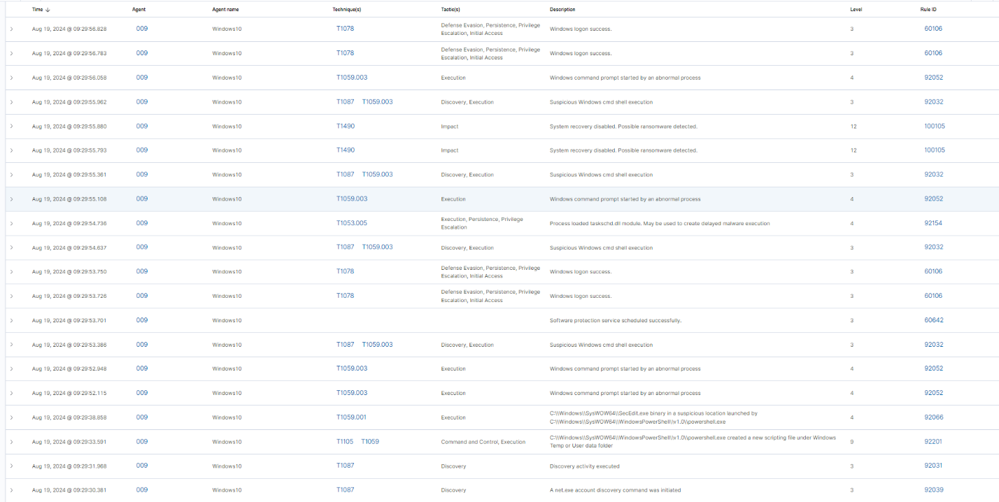 Time Agent Agent name Technique(s) Tactic(s) Description Level Rule ID
Aug 19, 2024 @ 09:29:56.828 009 Windows10 T1078 Defense Evasion, Persistence, Privilege Windows logon success. 3 60106
Escalation, Initial Access
Aug 19, 2024 @ 09:29:56.783 009 Windows10 T1078 Defense Evasion, Persistence, Privilege Windows logon success. 3 60106
Escalation, Initial Access
Aug 19, 2024 @ 09:29:56.058 009 Windows10 T1059.003 Execution Windows command prompt started by an abnormal process 4 92052
Aug 19, 2024 @ 09:29:55.962 009 Windows10 T1087 T1059.003 Discovery, Execution Suspicious Windows cmd shell execution 3 92032
Aug 19, 2024 @ 09:29:55.880 009 Windows10 T1490 Impact System recovery disabled. Possible ransomware detected. 12 100105
Aug 19, 2024 @ 09:29:55.793 009 Windows10 T1490 Impact System recovery disabled. Possible ransomware detected. 12 100105
Aug 19, 2024 @ 09:29:55.361 009 Windows10 T1087 T1059.003 Discovery, Execution Suspicious Windows cmd shell execution 3 92032
Aug 19, 2024 @ 09:29:55.108 009 Windows10 T1059.003 Execution Windows command prompt started by an abnormal process 4 92052
Aug 19, 2024 @ 09:29:54.736 009 Windows10 T1053.005 Execution, Persistence, Privilege Process loaded taskschd.dll module. May be used to create delayed malware execution 4 92154
Escalation
Aug 19, 2024 @ 09:29:54.637 009 Windows10 T1087 T1059.003 Discovery, Execution Suspicious Windows cmd shell execution 3 92032
Aug 19, 2024 @ 09:29:53.750 009 Windows10 T1078 Defense Evasion, Persistence, Privilege Windows logon success. 3 60106
Escalation, Initial Access
Aug 19, 2024 @ 09:29:53.726 009 Windows10 T1078 Defense Evasion, Persistence, Privilege Windows logon success. 3 60106
Escalation, Initial Access
Aug 19, 2024 @ 09:29:53.701 009 Windows10 Software protection service scheduled successfully. 3 60642
Aug 19, 2024 @ 09:29:53.386 009 Windows10 T1087 T1059.003 Discovery, Execution Suspicious Windows cmd shell execution 3 92032
Aug 19, 2024 @ 09:29:52.948 009 Windows10 T1059.003 Execution Windows command prompt started by an abnormal process 4 92052
Aug 19, 2024 @ 09:29:52.115 009 Windows10 T1059.003 Execution Windows command prompt started by an abnormal process 4 92052
Aug 19, 2024 @ 09:29:38.858 009 Windows10 T1059.001 Execution C:\\Windows\\SysWOW64\\SecEdit.exe binary in a suspicious location launched by 4 92066
C:\\Windows\\SysWOW64\\WindowsPowerShell\\v1.0\\powershell.exe
Aug 19, 2024 @ 09:29:33.591 009 Windows10 T1105 T1059 Command and Control, Execution C:\\Windows\\SysWOW64\\WindowsPowerShell\\v1.0\\powershell.exe created a new scripting file under Windows 9 92201
Temp or User data folder
Aug 19, 2024 @ 09:29:31.968 009 Windows10 T1087 Discovery Discovery activity executed 3 92031
Aug 19, 2024 @ 09:29:30.381 009 Windows10 T1087 Discovery A net.exe account discovery command was initiated 3 92039